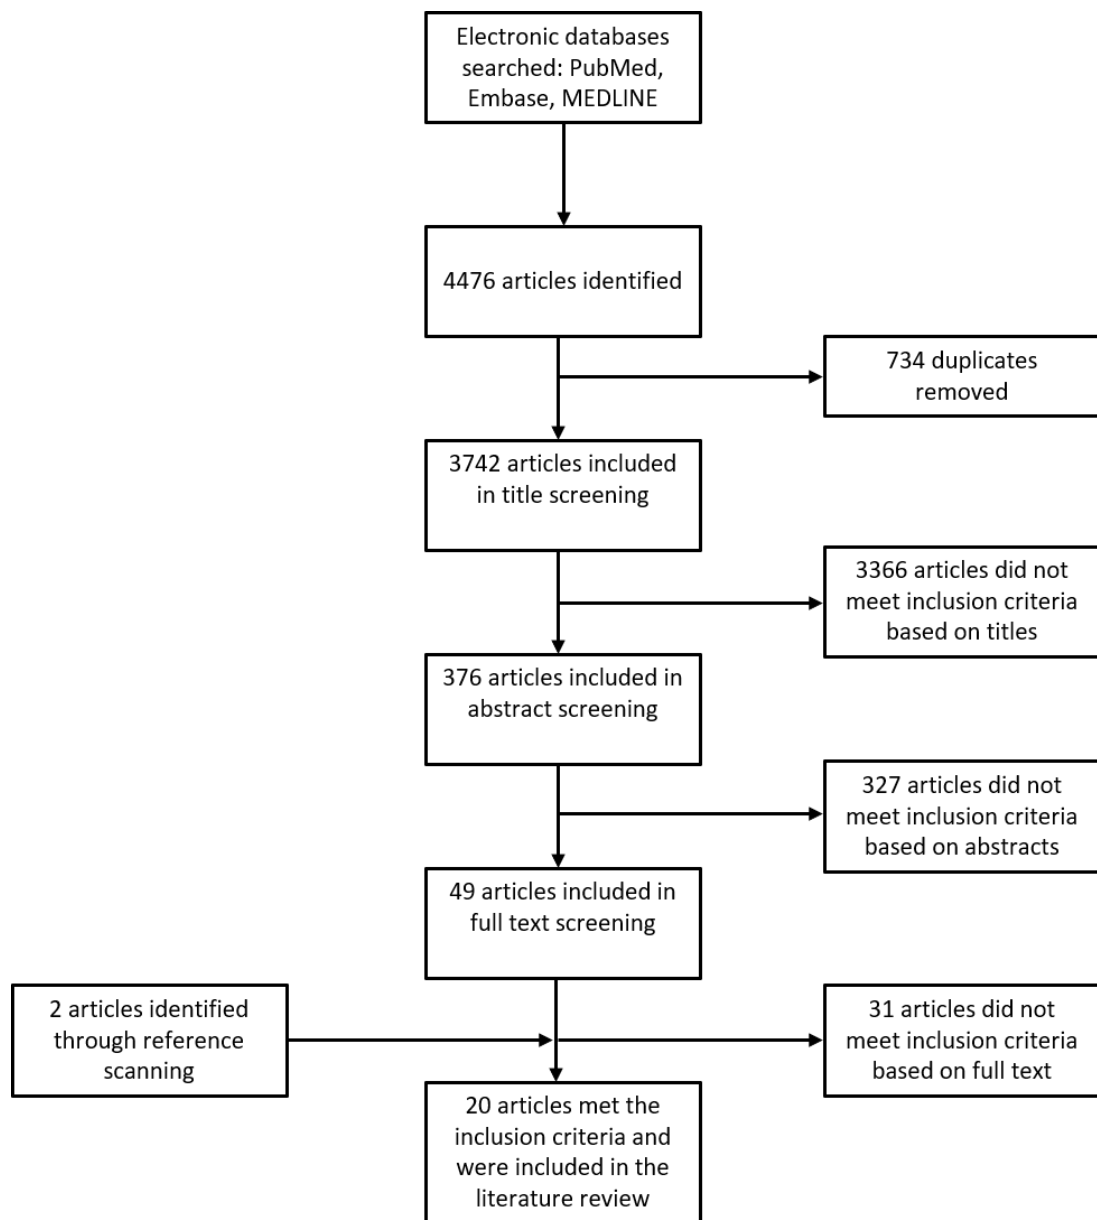 Electronic databases
searched: PubMed,
Embase, MEDLINE
4476 articles identified
734 duplicates
removed
3742 articles included
in title screening
3366 articles did not
meet inclusion criteria
based on titles
376 articles included in
abstract screening
327 articles did not
meet inclusion criteria
based on abstracts
49 articles included in
full text screening
2 articles identified
through reference
scanning
31 articles did not
meet inclusion criteria
based on full text
20 articles met the
inclusion criteria and
were included in the
literature review